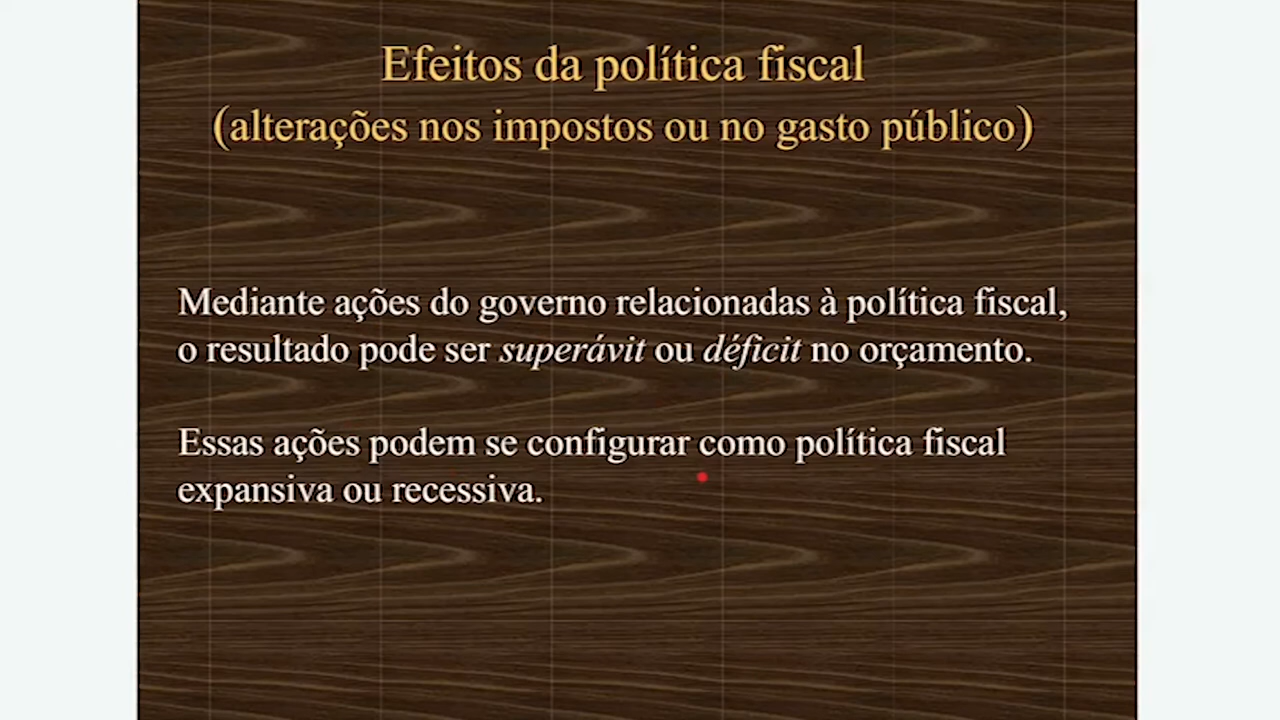 Efeitos da política fiscal
(alterações nos impostos ou no gasto público)
Mediante ações do governo relacionadas à política fiscal,
o resultado pode ser superávit ou déficit no orçamento.
Essas ações podem se configurar como política fiscal
expansiva ou recessiva.